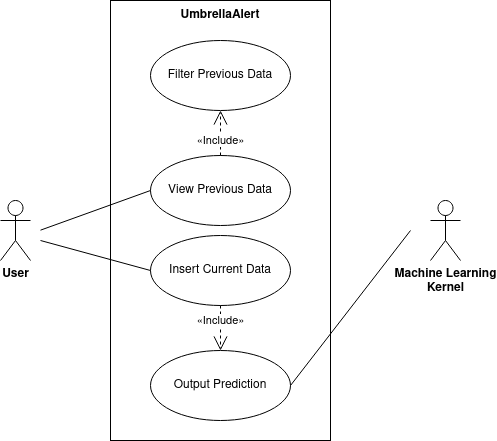 UmbrellaAlert
Filter Previous Data
«Include»
View Previous Data
User
Insert Current Data
Machine Learning
Kernel
«Include»
Output Prediction